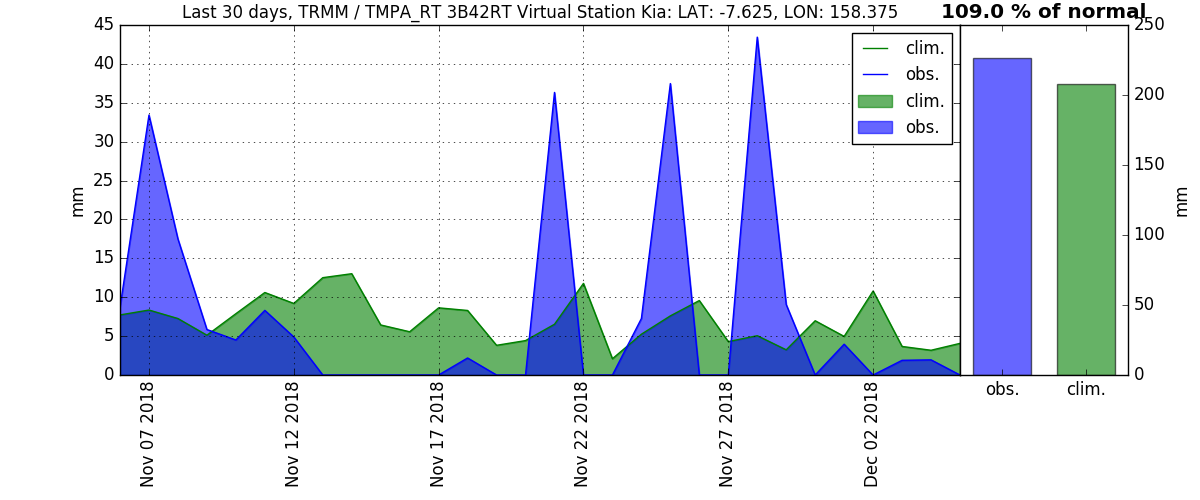 Last 30 days, TRMM / TMPA_RT 3B42RT Virtual Station Kia: LAT: -7.625, LON: 158.375
109.0 % of normal
45
40
35
30
25
20
15
10
5
0
mm
clim.
obs.
clim.
obs.
Nov 07 2018
Nov 12 2018
Nov 17 2018
Nov 22 2018
Nov 27 2018
Dec 02 2018
250
200
150
100
50
0
mm
obs.
clim.